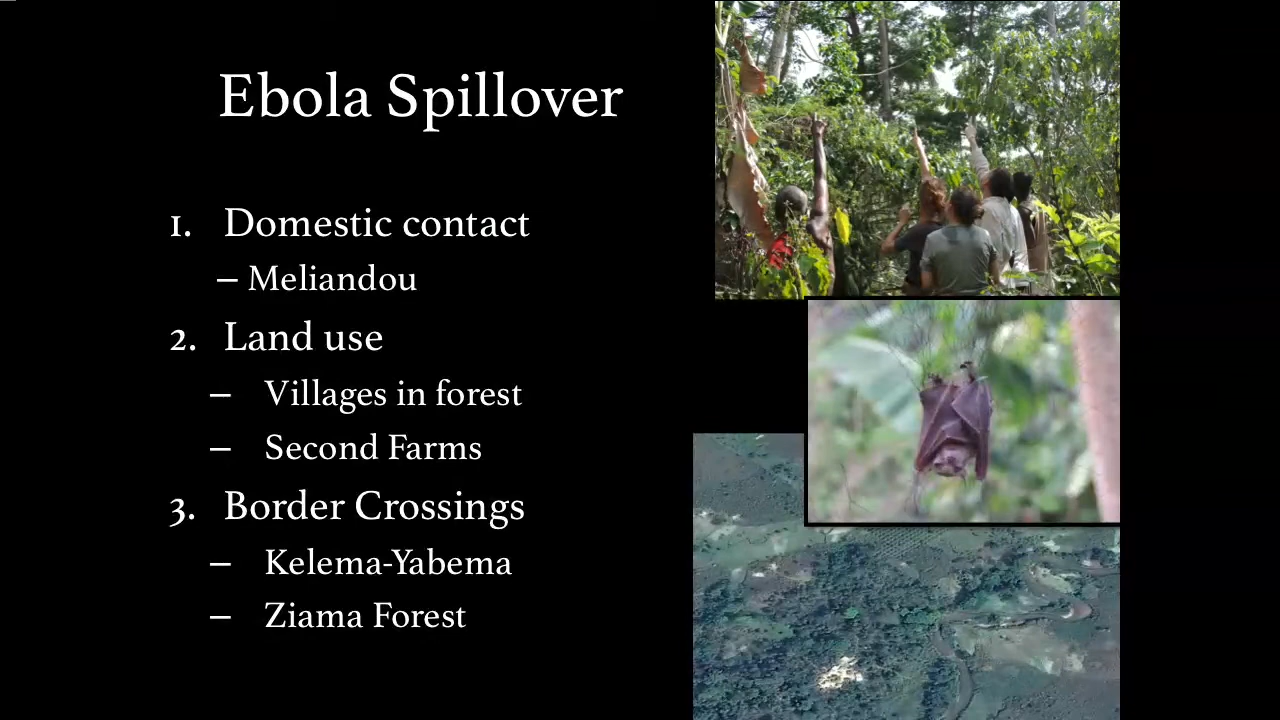 Ebola Spillover
1. Domestic contact
– Meliandou
2. Land use
– Villages in forest
– Second Farms
3. Border Crossings
– Kelema-Yabema
– Ziama Forest